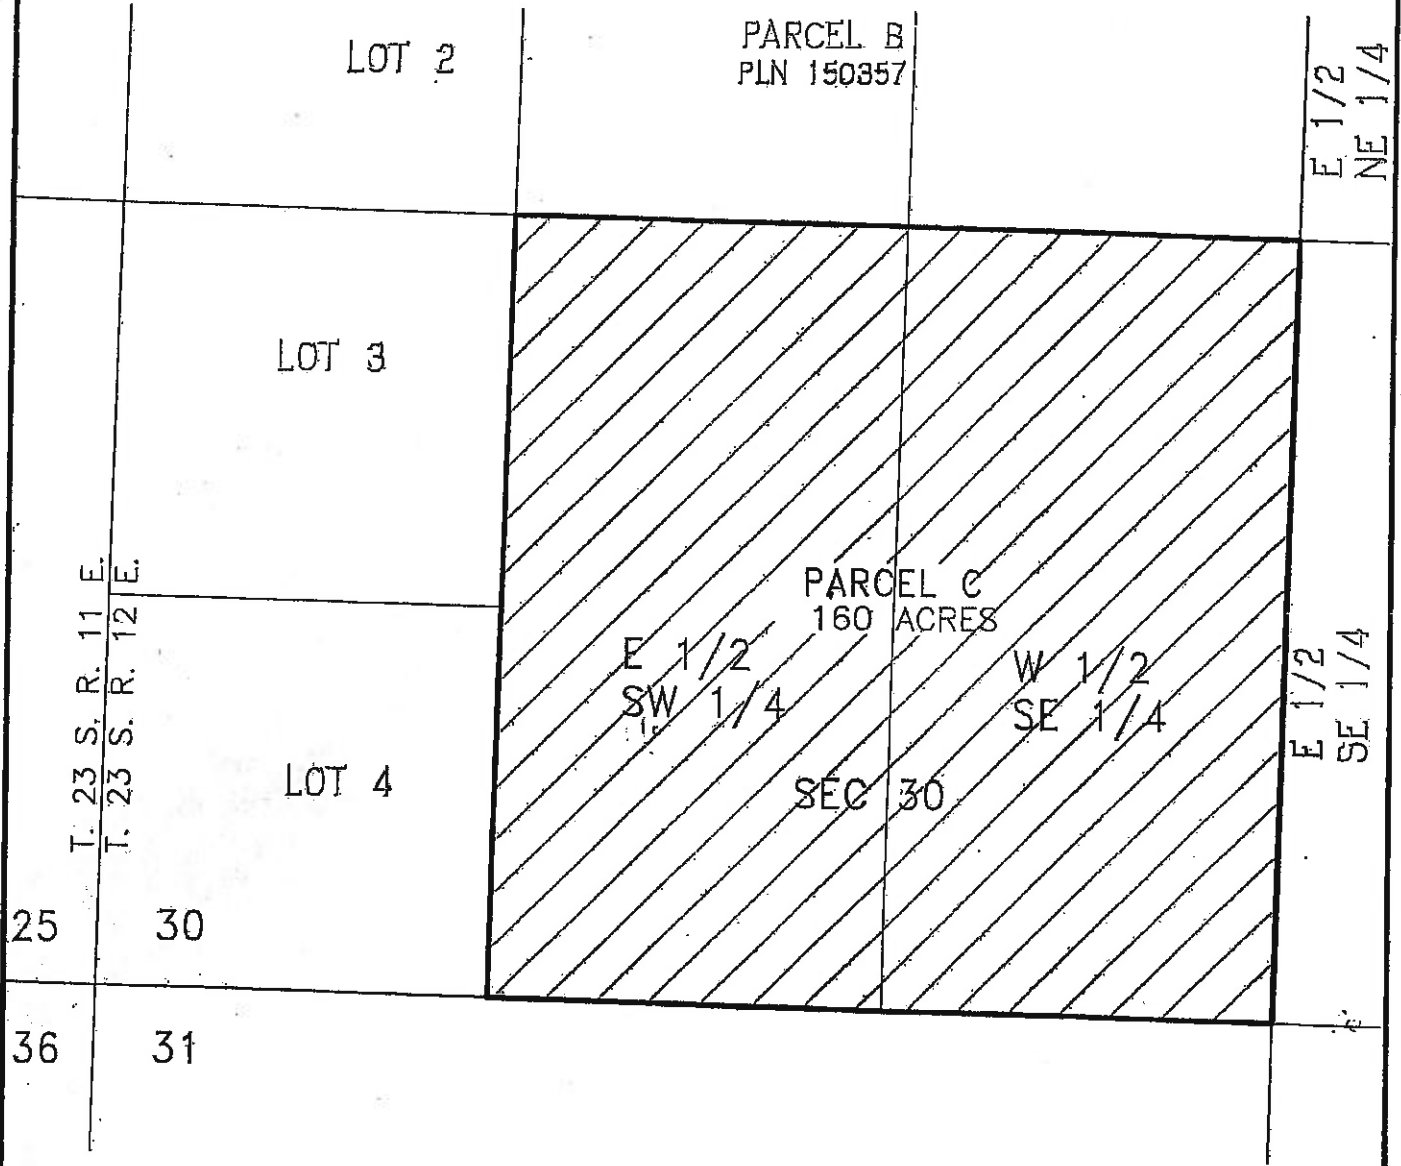 LOT 2
PARCEL B
PLN 150357
E 1/2
NE 1/4
LOT 3
PARCEL C
160 ACRES
E 1/2
SW 1/4
W 1/2
SE 1/4
E 1/2
SE 1/4
T. 23 S. R. 11 E.
T. 23 S. R. 12 E.
LOT 4
SEC 30
25
30
36
31